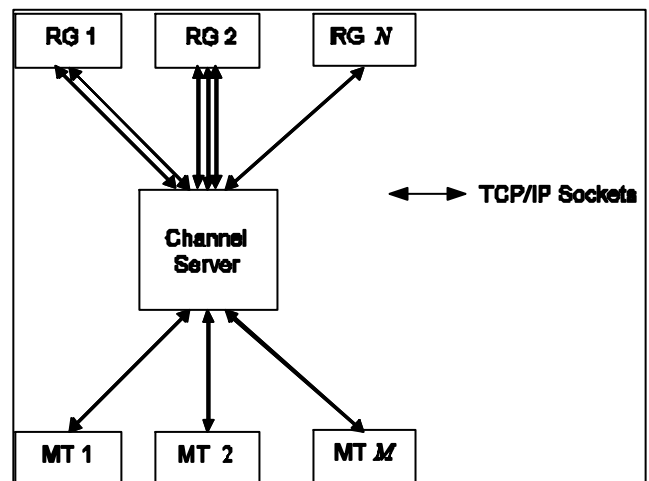 RG 1
RG 2
RG N
TCP/IP Sockets
Channel
Server
MT 1
MT 2
MT M